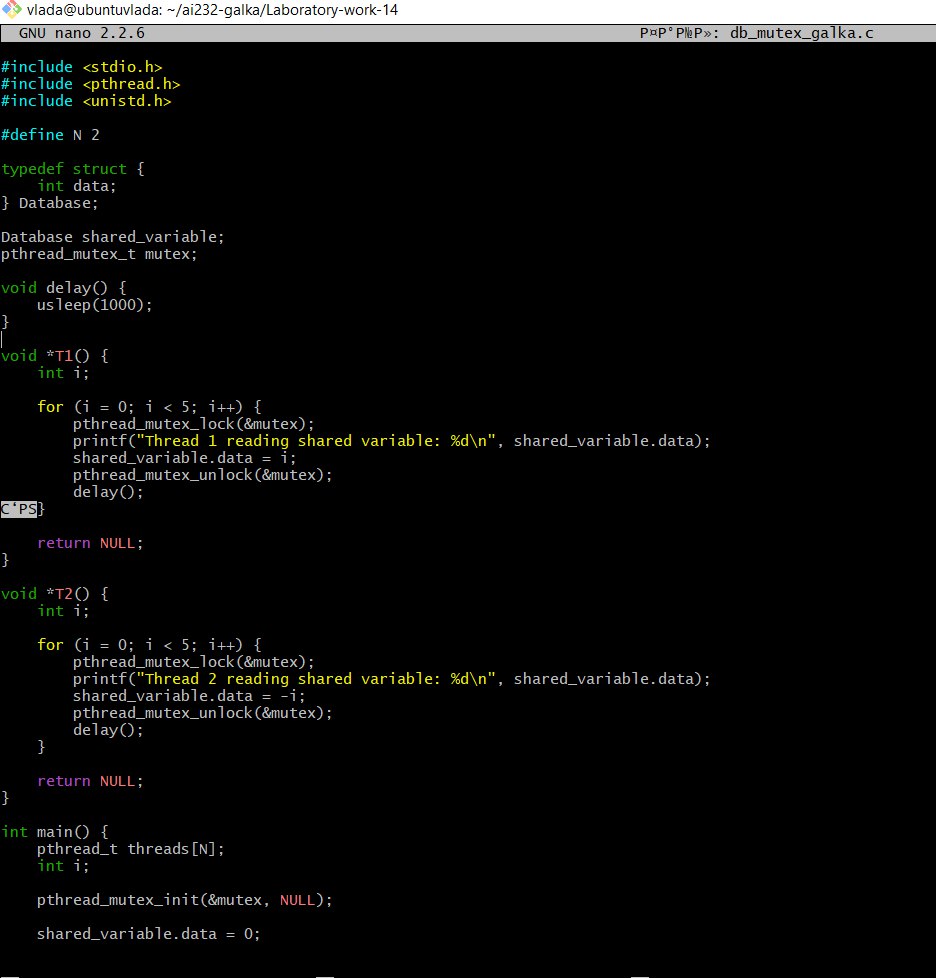 vlada@ubuntuvlada: ~/ai232-galka/Laboratory-work-14
GNU nano 2.2.6 Р¤Р°Р№Р»: db_mutex_galka.c
#include <stdio.h>
#include <pthread.h>
#include <unistd.h>
#define N 2
typedef struct {
    int data;
} Database;
Database shared_variable;
pthread_mutex_t mutex;
void delay() {
    usleep(1000);
}
void *T1() {
    int i;
    for (i = 0; i < 5; i++) {
        pthread_mutex_lock(&mutex);
        printf("Thread 1 reading shared variable: %d\n", shared_variable.data);
        shared_variable.data = i;
        pthread_mutex_unlock(&mutex);
        delay();
С‘РЅ}
    return NULL;
}
void *T2() {
    int i;
    for (i = 0; i < 5; i++) {
        pthread_mutex_lock(&mutex);
        printf("Thread 2 reading shared variable: %d\n", shared_variable.data);
        shared_variable.data = -i;
        pthread_mutex_unlock(&mutex);
        delay();
    }
    return NULL;
}
int main() {
    pthread_t threads[N];
    int i;
    pthread_mutex_init(&mutex, NULL);
    shared_variable.data = 0;